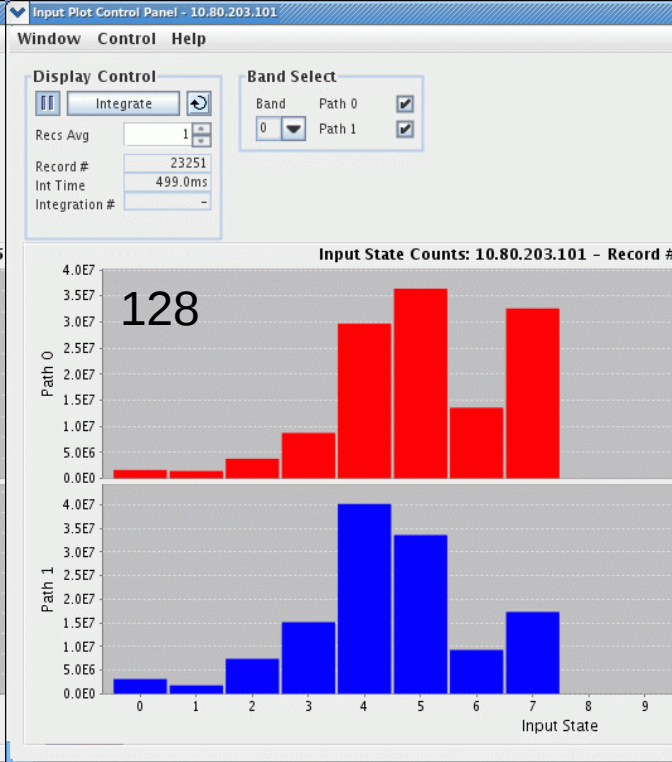 Input Plot Control Panel - 10.80.203.101
Window Control Help
Display Control
Integrate
Recs Avg 1
Record # 23251
Int Time 499.0ms
Integration # -
Band Select
Band Path 0
0 Path 1
Input State Counts: 10.80.203.101 - Record #
128
Path 0
4.0E7
3.5E7
3.0E7
2.5E7
2.0E7
1.5E7
1.0E7
5.0E6
0.0E0
Path 1
4.0E7
3.5E7
3.0E7
2.5E7
2.0E7
1.5E7
1.0E7
5.0E6
0.0E0
0 1 2 3 4 5 6 7 8 9
Input State